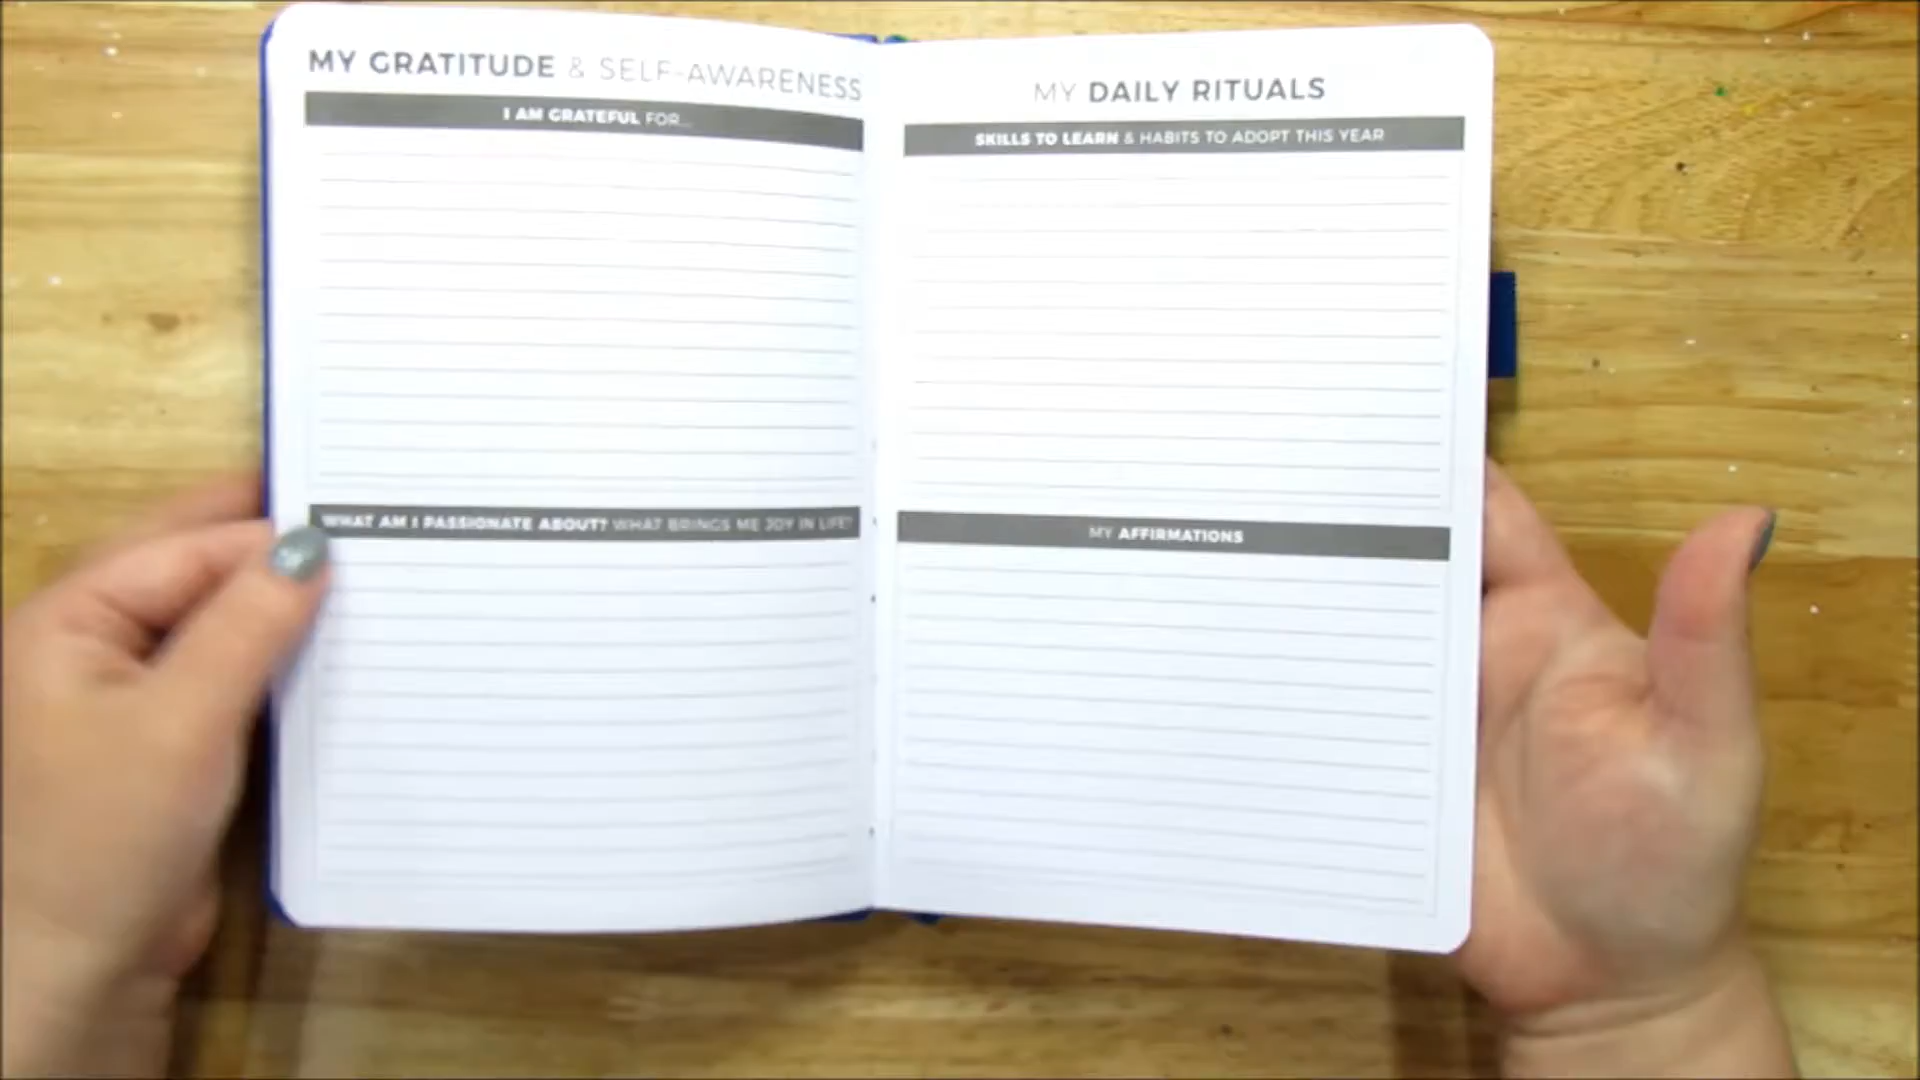 MY GRATITUDE & SELF-AWARENESS
I AM GRATEFUL FOR...
WHAT AM I PASSIONATE ABOUT? WHAT BRINGS ME JOY IN LIFE?
MY DAILY RITUALS
SKILLS TO LEARN & HABITS TO ADOPT THIS YEAR
MY AFFIRMATIONS